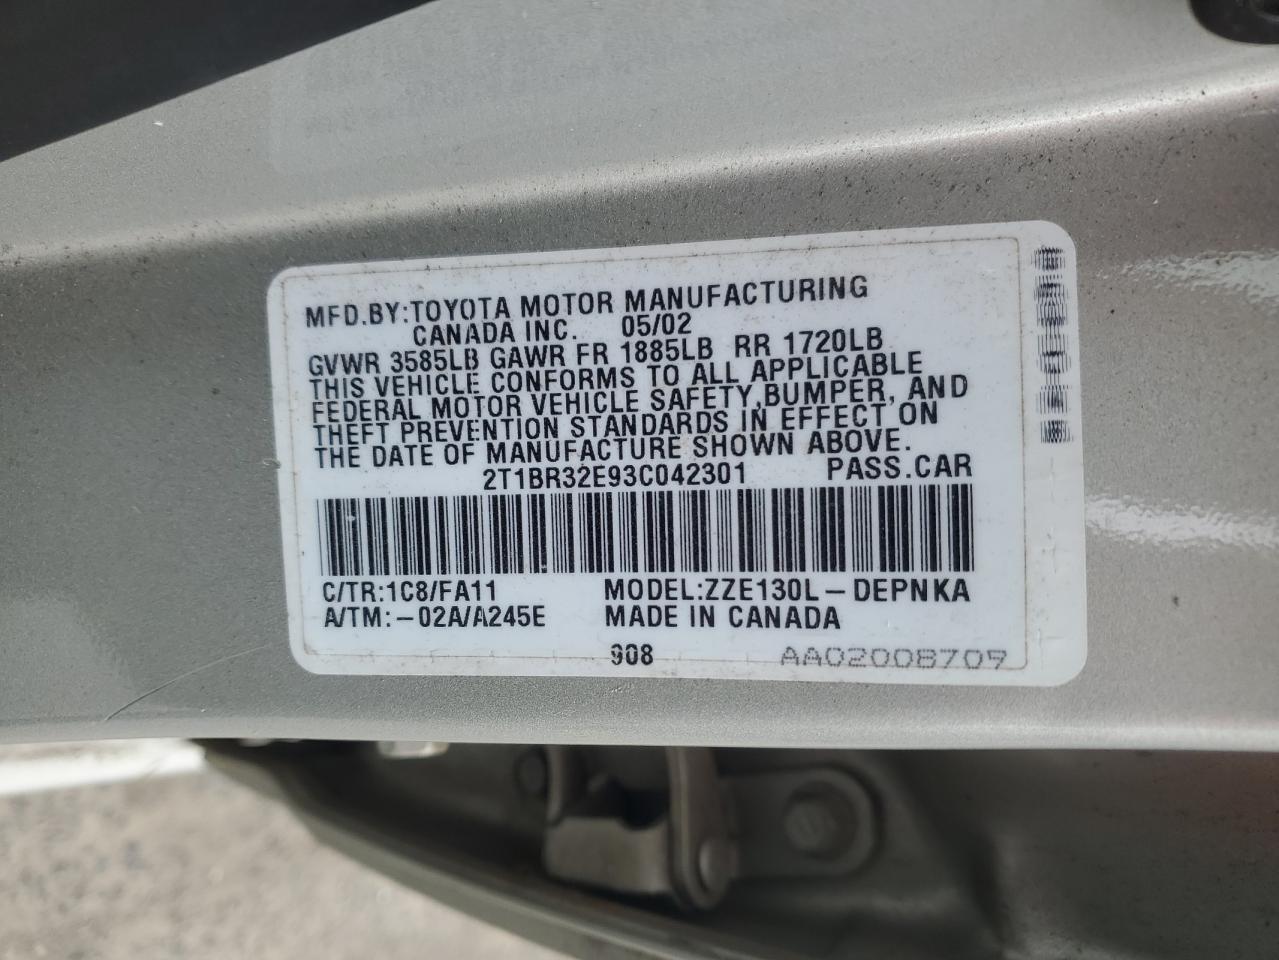 MFD.BY:TOYOTA MOTOR MANUFACTURING
CANADA INC. 05/02
GVWR 3585LB GAWR FR 1885LB RR 1720LB
THIS VEHICLE CONFORMS TO ALL APPLICABLE
FEDERAL MOTOR VEHICLE SAFETY,BUMPER, AND
THEFT PREVENTION STANDARDS IN EFFECT ON
THE DATE OF MANUFACTURE SHOWN ABOVE.
2T1BR32E93C042301 PASS.CAR
C/TR:1C8/FA11 MODEL:ZZE130L-DEPNKA
A/TM:-02A/A245E MADE IN CANADA
908 AA02008709